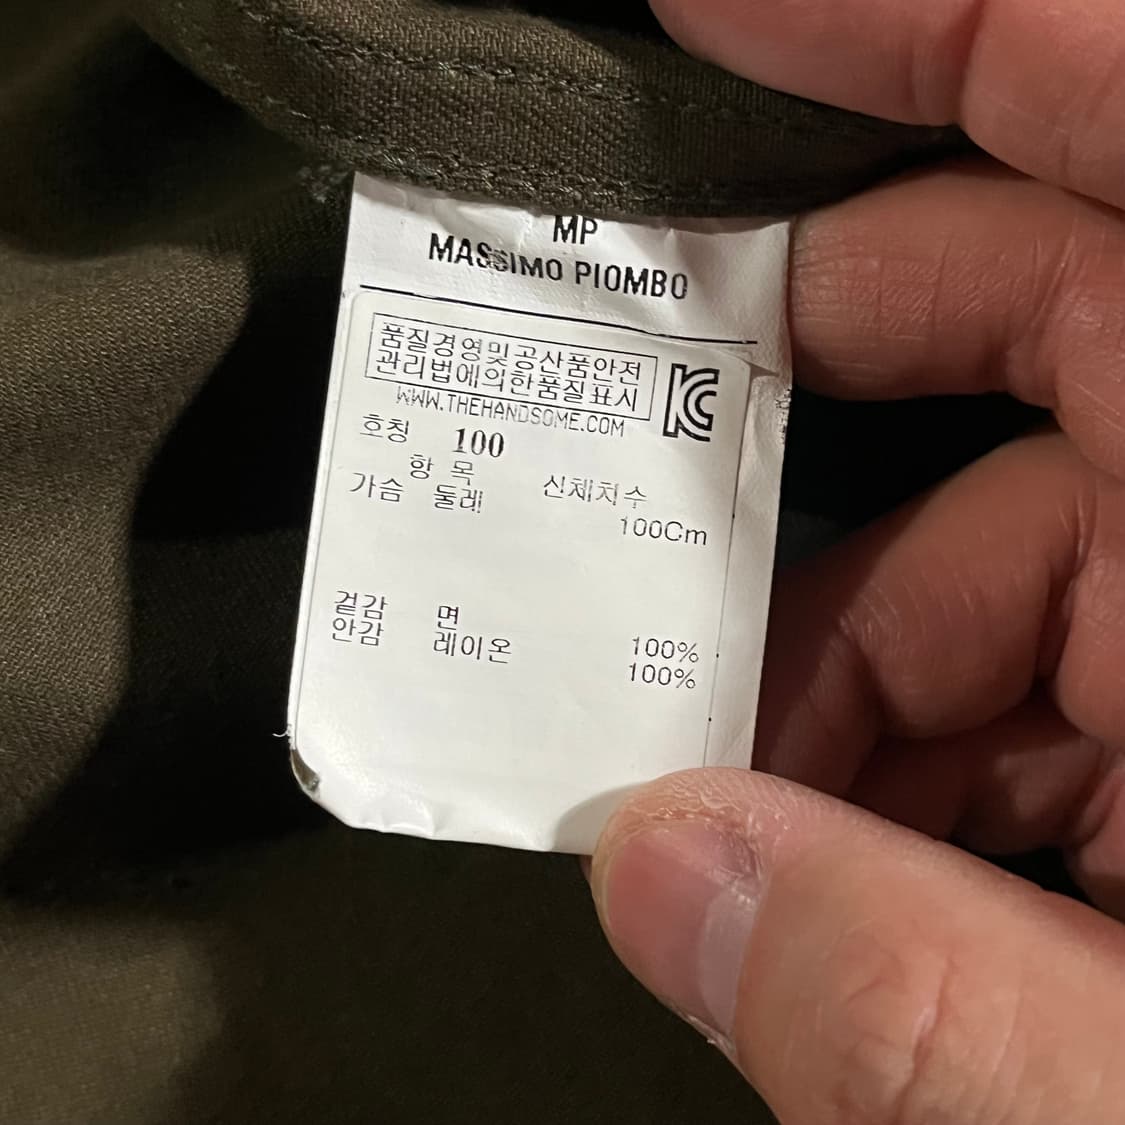 MP
MASSIMO PIOMBO
품질경영및공산품안전
관리법에의한품질표시
WWW.THEHANDSOME.COM
KC
호칭 100
항 목 신체치수
가슴 둘레 100Cm
겉감 면 100%
안감 레이온 100%